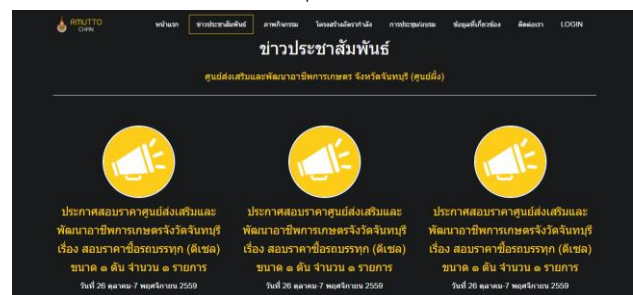 AMUTTO
CHAN
หน้าแรก ข่าวประชาสัมพันธ์ ภาพกิจกรรม โครงสร้างอัตรากำลัง การประชุม/อบรม ข้อมูลที่เกี่ยวข้อง ติดต่อเรา LOGIN
ข่าวประชาสัมพันธ์
ศูนย์ส่งเสริมและพัฒนาอาชีพการเกษตร จังหวัดจันทบุรี (ศูนย์ผึ้ง)
ประกาศสอบราคาศูนย์ส่งเสริมและ ประกาศสอบราคาศูนย์ส่งเสริมและ ประกาศสอบราคาศูนย์ส่งเสริมและ
พัฒนาอาชีพการเกษตรจังวัดจันทบุรี พัฒนาอาชีพการเกษตรจังวัดจันทบุรี พัฒนาอาชีพการเกษตรจังวัดจันทบุรี
เรื่อง สอบราคาซื้อรถบรรทุก (ดีเซล) เรื่อง สอบราคาซื้อรถบรรทุก (ดีเซล) เรื่อง สอบราคาซื้อรถบรรทุก (ดีเซล)
ขนาด ๑ ตัน จำนวน ๑ รายการ ขนาด ๑ ตัน จำนวน ๑ รายการ ขนาด ๑ ตัน จำนวน ๑ รายการ
วันที่ 26 ตุลาคม-7 พฤศจิกายน 2559 วันที่ 26 ตุลาคม-7 พฤศจิกายน 2559 วันที่ 26 ตุลาคม-7 พฤศจิกายน 2559